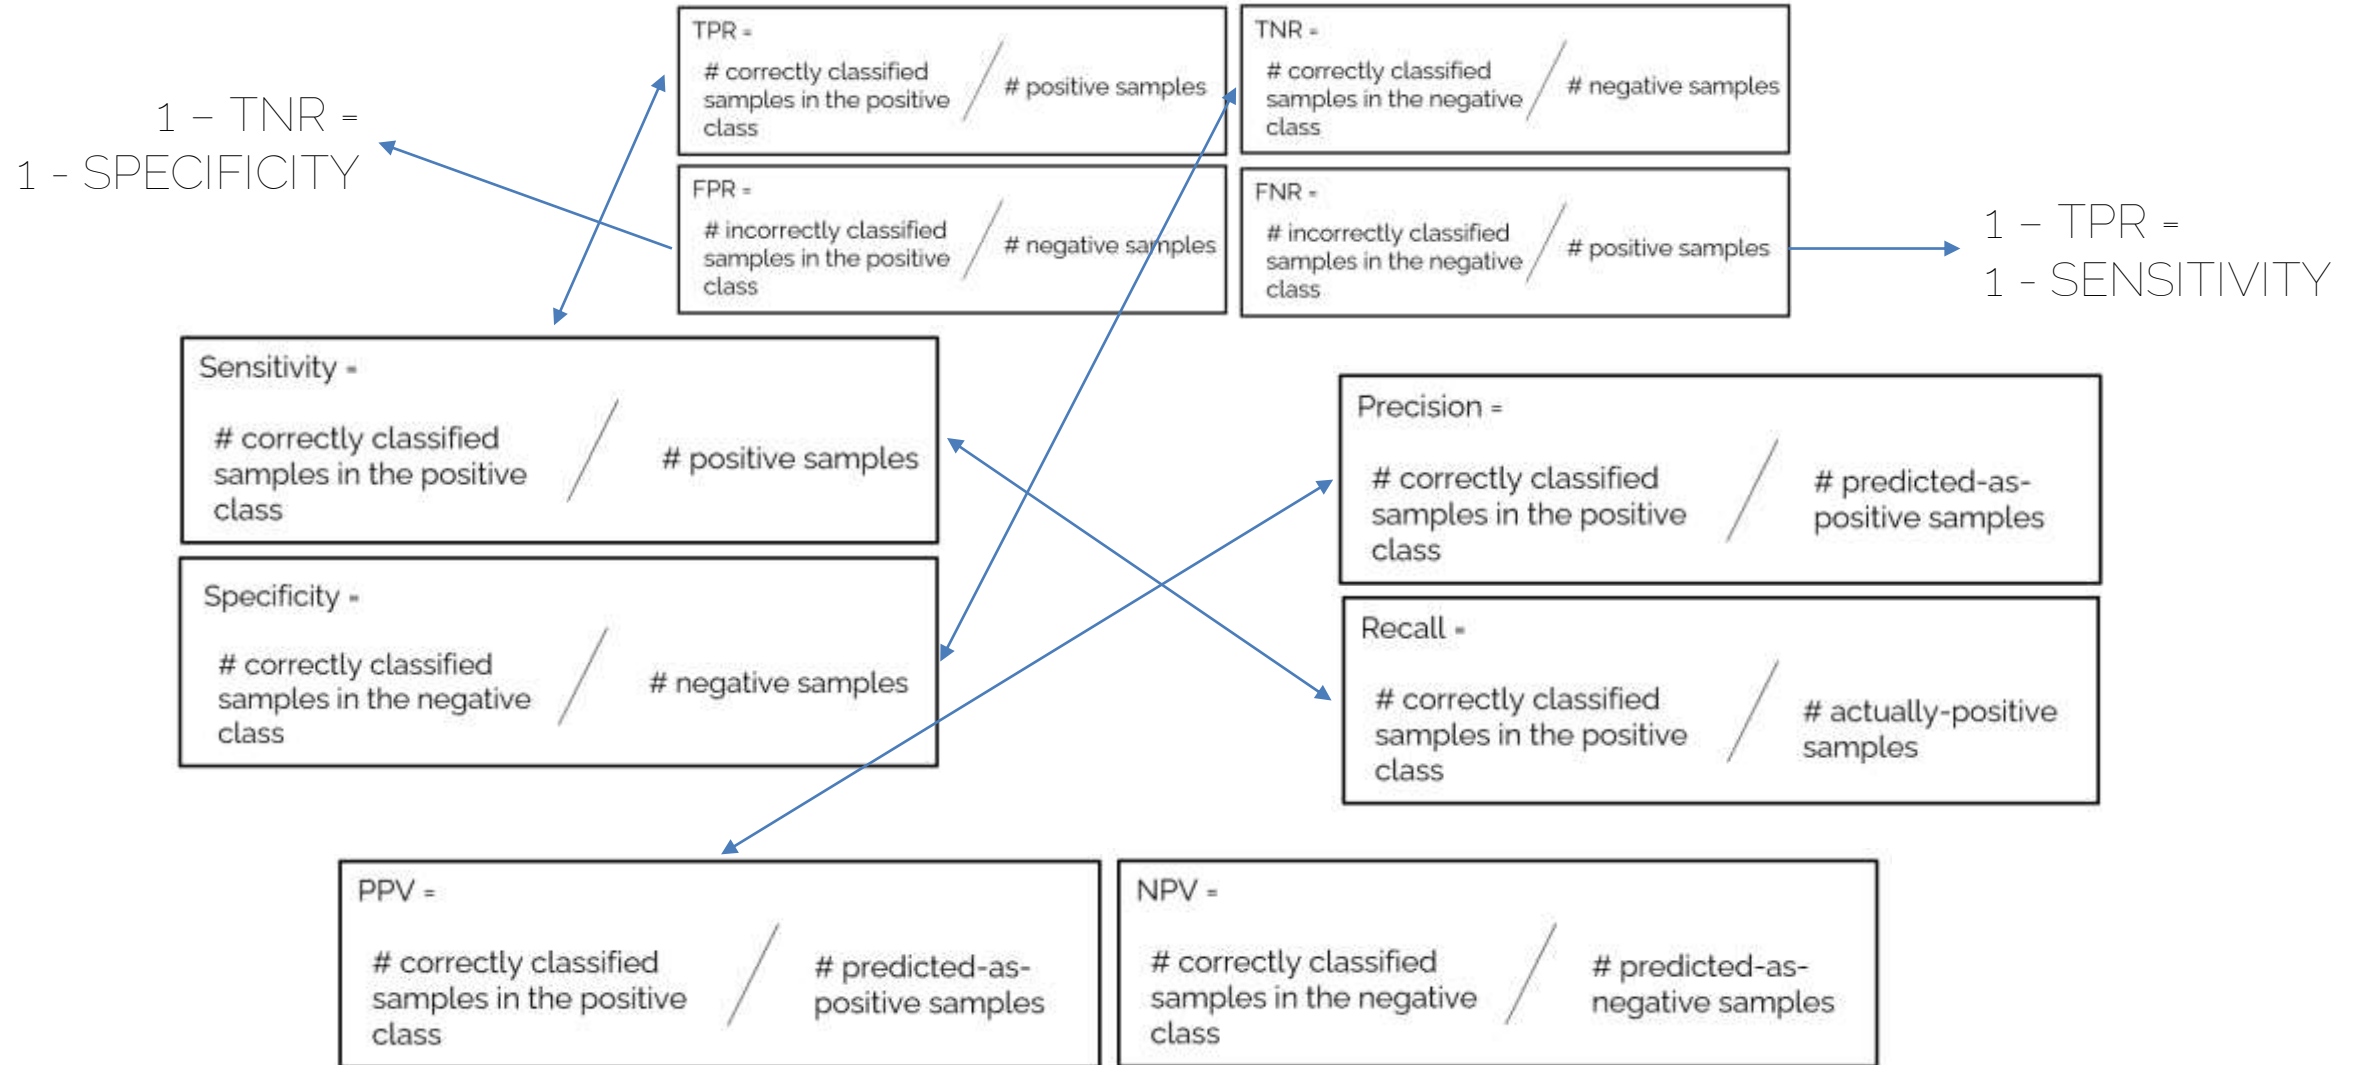 TPR =
# correctly classified
samples in the positive
class
# positive samples
TNR =
# correctly classified
samples in the negative
class
# negative samples
1 – TNR =
1 - SPECIFICITY
FPR =
# incorrectly classified
samples in the positive
class
# negative samples
FNR =
# incorrectly classified
samples in the negative
class
# positive samples
1 – TPR =
1 - SENSITIVITY
Sensitivity =
# correctly classified
samples in the positive
class
# positive samples
Precision =
# correctly classified
samples in the positive
class
# predicted-as-
positive samples
Specificity =
# correctly classified
samples in the negative
class
# negative samples
Recall =
# correctly classified
samples in the positive
class
# actually-positive
samples
PPV =
# correctly classified
samples in the positive
class
# predicted-as-
positive samples
NPV =
# correctly classified
samples in the negative
class
# predicted-as-
negative samples